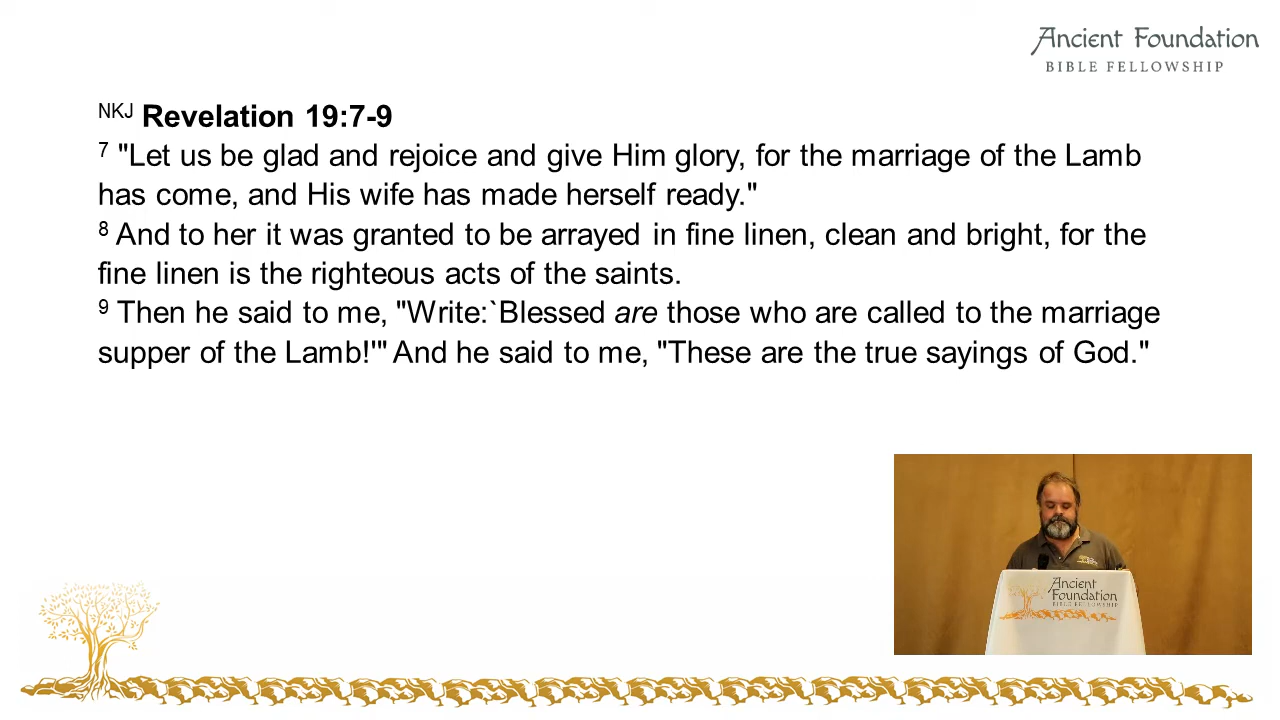 Ancient Foundation
BIBLE FELLOWSHIP
NKJ Revelation 19:7-9
7 "Let us be glad and rejoice and give Him glory, for the marriage of the Lamb
has come, and His wife has made herself ready."
8 And to her it was granted to be arrayed in fine linen, clean and bright, for the
fine linen is the righteous acts of the saints.
9 Then he said to me, "Write:`Blessed are those who are called to the marriage
supper of the Lamb!'" And he said to me, "These are the true sayings of God."
Ancient
Foundation
BIBLE FELLOWSHIP